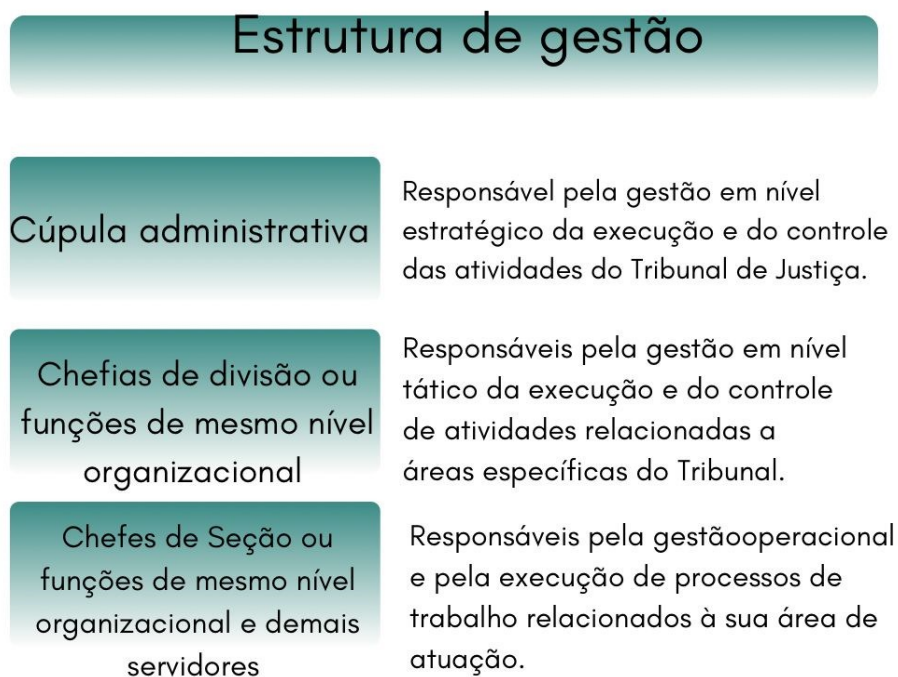 Estrutura de gestão
Cúpula administrativa
Responsável pela gestão em nível
estratégico da execução e do controle
das atividades do Tribunal de Justiça.
Chefias de divisão ou
funções de mesmo nível
organizacional
Responsáveis pela gestão em nível
tático da execução e do controle
de atividades relacionadas a
áreas específicas do Tribunal.
Chefes de Seção ou
funções de mesmo nível
organizacional e demais
servidores
Responsáveis pela gestãooperacional
e pela execução de processos de
trabalho relacionados à sua área de
atuação.